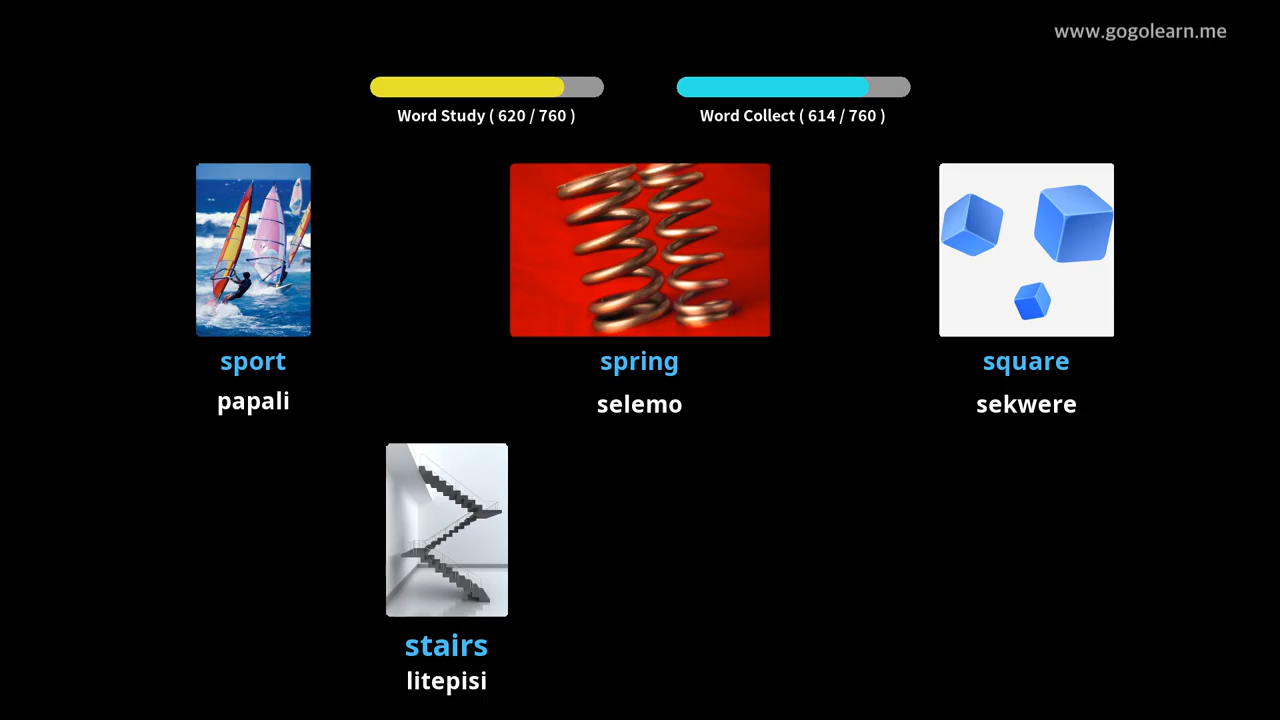 www.gogolearn.me
Word Study ( 620 / 760 )
Word Collect ( 614 / 760 )
sport
papali
spring
selemo
square
sekwere
stairs
litepisi